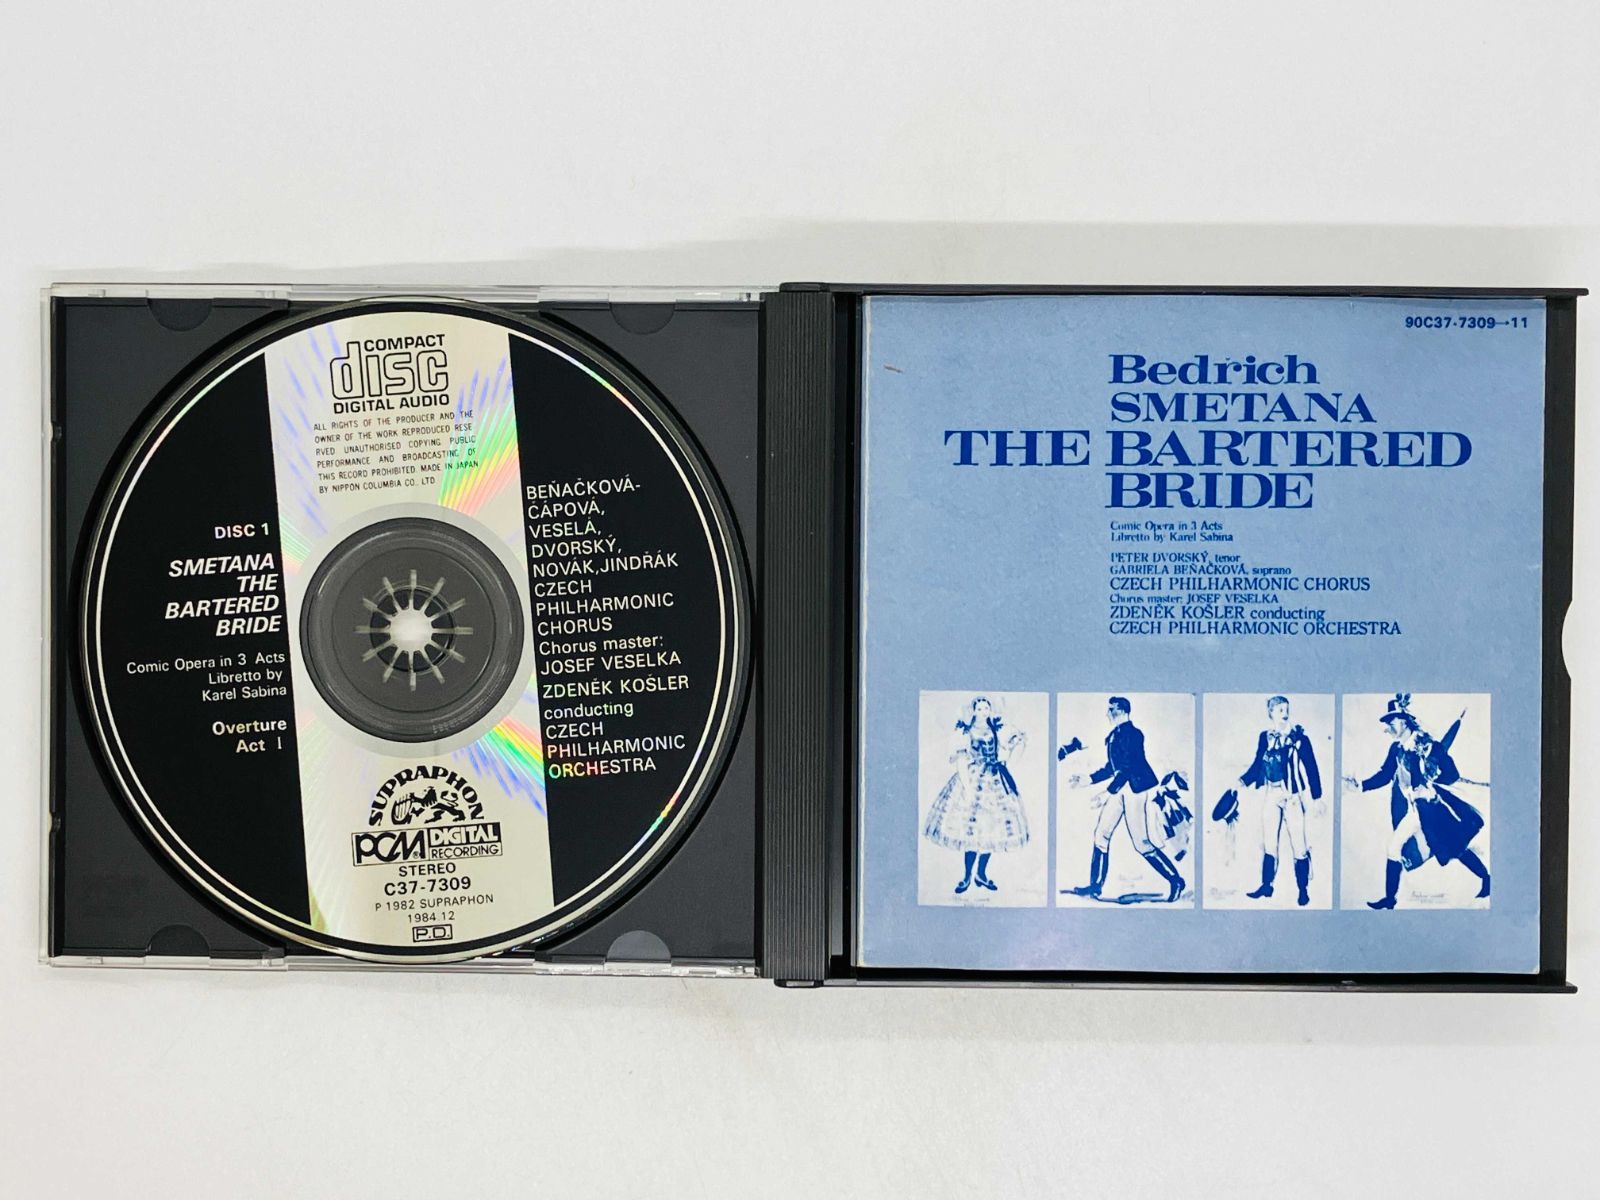 COMPACT
disc
DIGITAL AUDIO
ALL RIGHTS OF THE PRODUCER AND THE
OWNER OF THE WORK REPRODUCED RESE-
RVED UNAUTHORISED COPYING PUBLIC
PERFORMANCE AND BROADCASTING OF
THIS RECORD PROHIBITED. MADE IN JAPAN
BY NIPPON COLUMBIA CO., LTD.
DISC 1
SMETANA
THE
BARTERED
BRIDE
Comic Opera in 3 Acts
Libretto by
Karel Sabina
Overture
Act I
BEŇAČKOVÁ-
ČÁPOVÁ,
VESELÁ,
DVORSKÝ,
NOVÁK, JINDŘÁK
CZECH
PHILHARMONIC
CHORUS
Chorus master:
JOSEF VESELKA
ZDENĚK KOŠLER
conducting
CZECH
PHILHARMONIC
ORCHESTRA
SUPRAPHON
PCM DIGITAL
RECORDING
STEREO
C37-7309
P 1982 SUPRAPHON
1984.12
P.D.
90C37-7309→11
Bedřich
SMETANA
THE BARTERED
BRIDE
Comic Opera in 3 Acts
Libretto by Karel Sabina
PETER DVORSKÝ, tenor
GABRIELA BEŇAČKOVÁ, soprano
CZECH PHILHARMONIC CHORUS
Chorus master: JOSEF VESELKA
ZDENĚK KOŠLER conducting
CZECH PHILHARMONIC ORCHESTRA